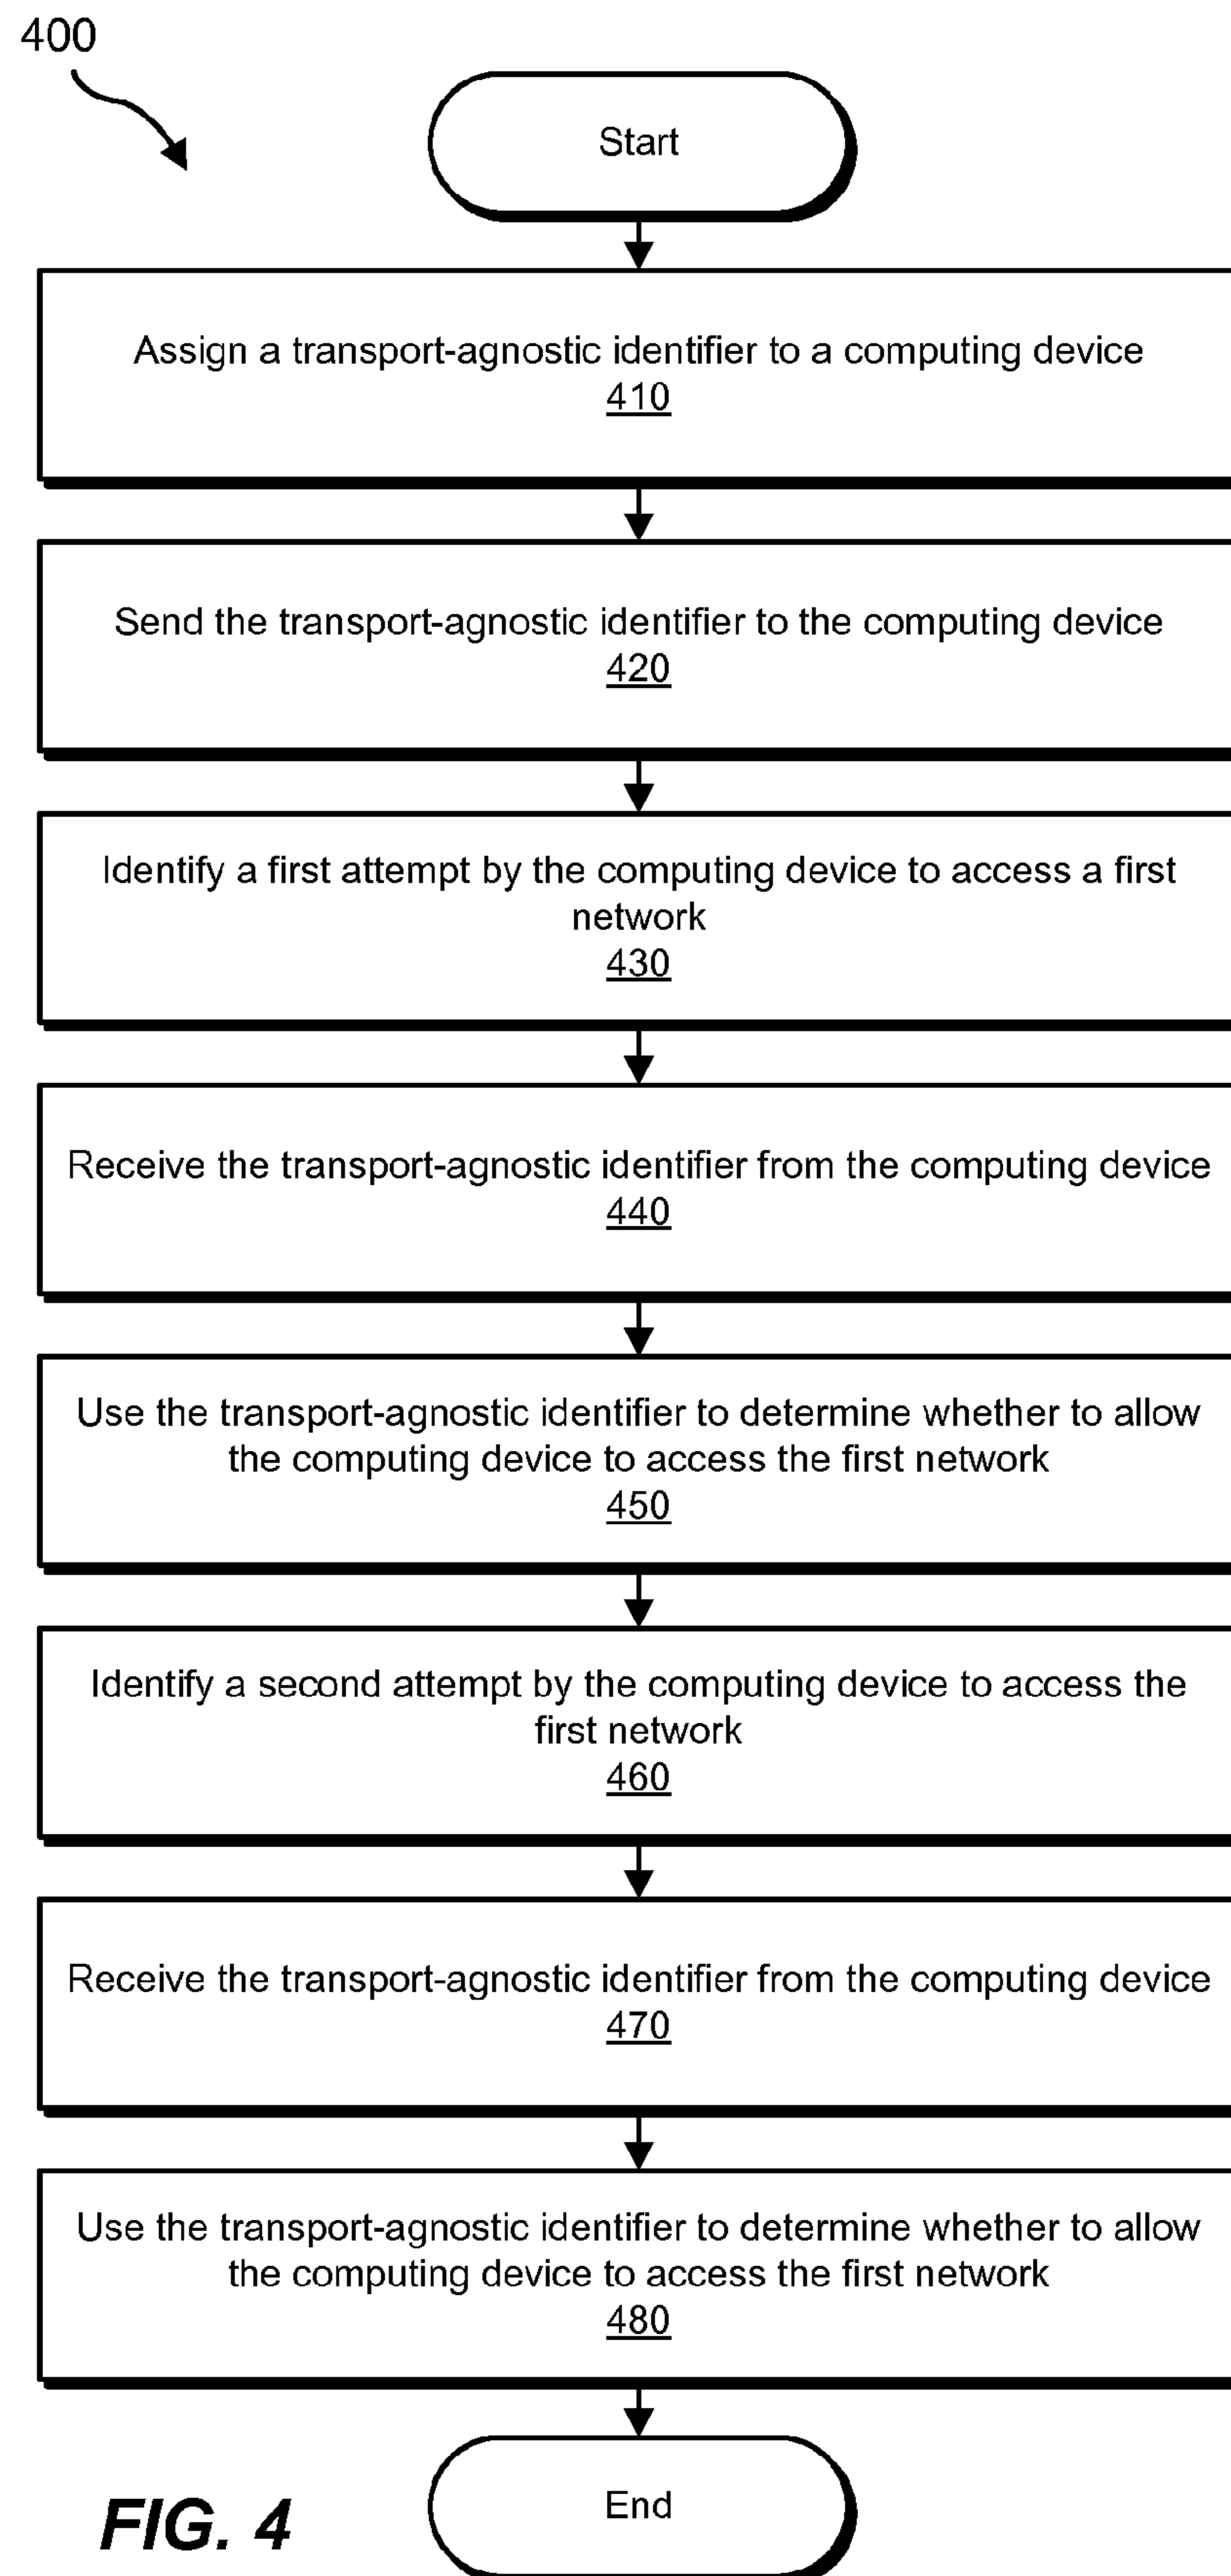 400
Start
Assign a transport-agnostic identifier to a computing device
410
Send the transport-agnostic identifier to the computing device
420
Identify a first attempt by the computing device to access a first
network
430
Receive the transport-agnostic identifier from the computing device
440
Use the transport-agnostic identifier to determine whether to allow
the computing device to access the first network
450
Identify a second attempt by the computing device to access the
first network
460
Receive the transport-agnostic identifier from the computing device
470
Use the transport-agnostic identifier to determine whether to allow
the computing device to access the first network
480
End
FIG. 4